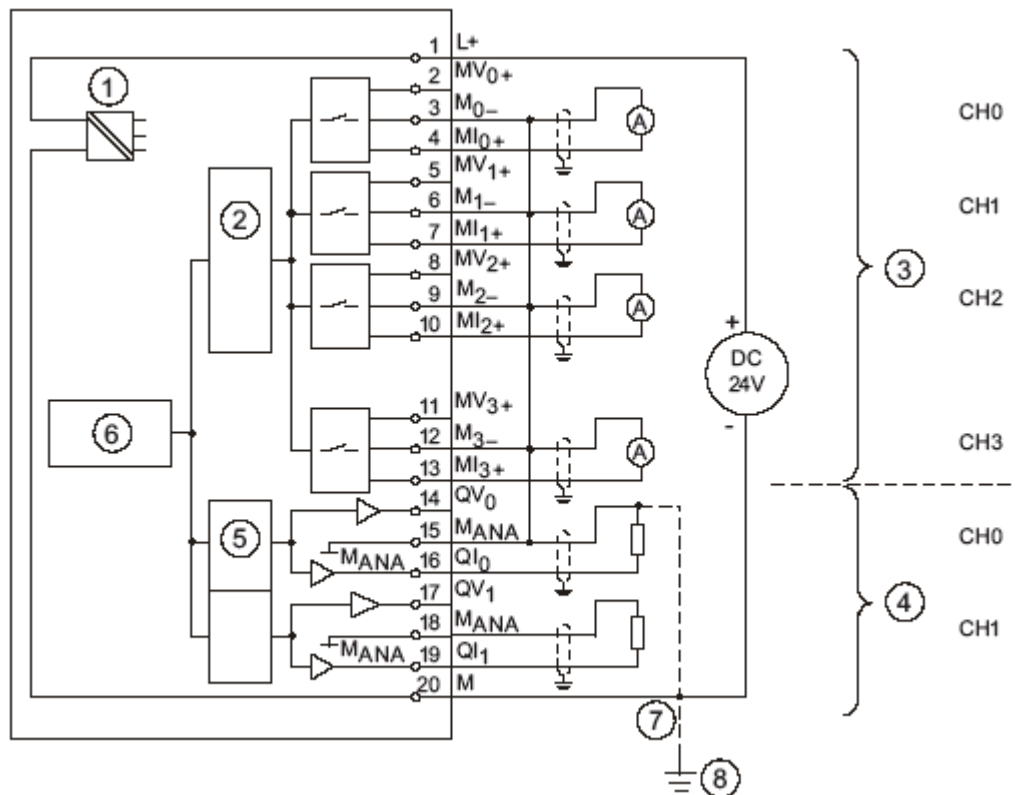 1 L+
2 MV0+
3 M0–
4 MI0+
5 MV1+
6 M1–
7 MI1+
8 MV2+
9 M2–
10 MI2+
11 MV3+
12 M3–
13 MI3+
14 QV0
15 MANA
16 QI0
17 QV1
18 MANA
19 QI1
20 M
MANA
MANA
1
2
6
5
A
A
A
A
+
DC
24V
-
CH0
CH1
CH2
CH3
3
CH0
CH1
4
7
8